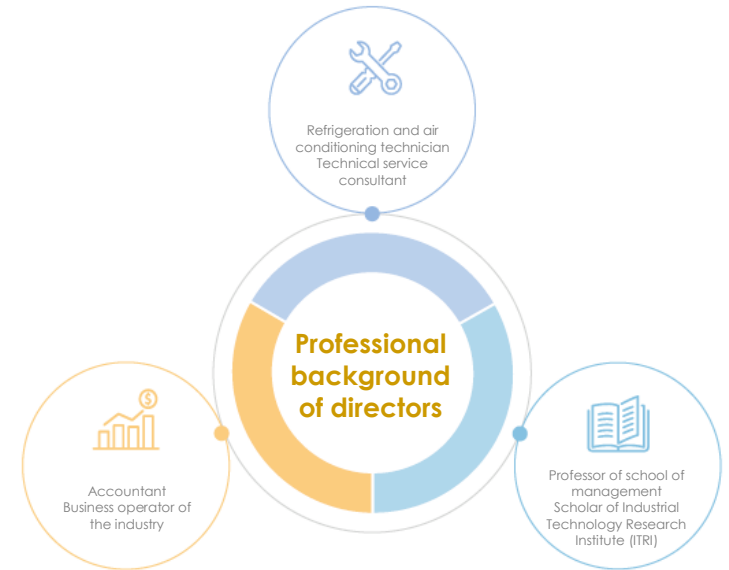 Refrigeration and air
conditioning technician
Technical service
consultant
Professional
background
of directors
$
Accountant
Business operator of
the industry
Professor of school of
management
Scholar of Industrial
Technology Research
Institute (ITRI)